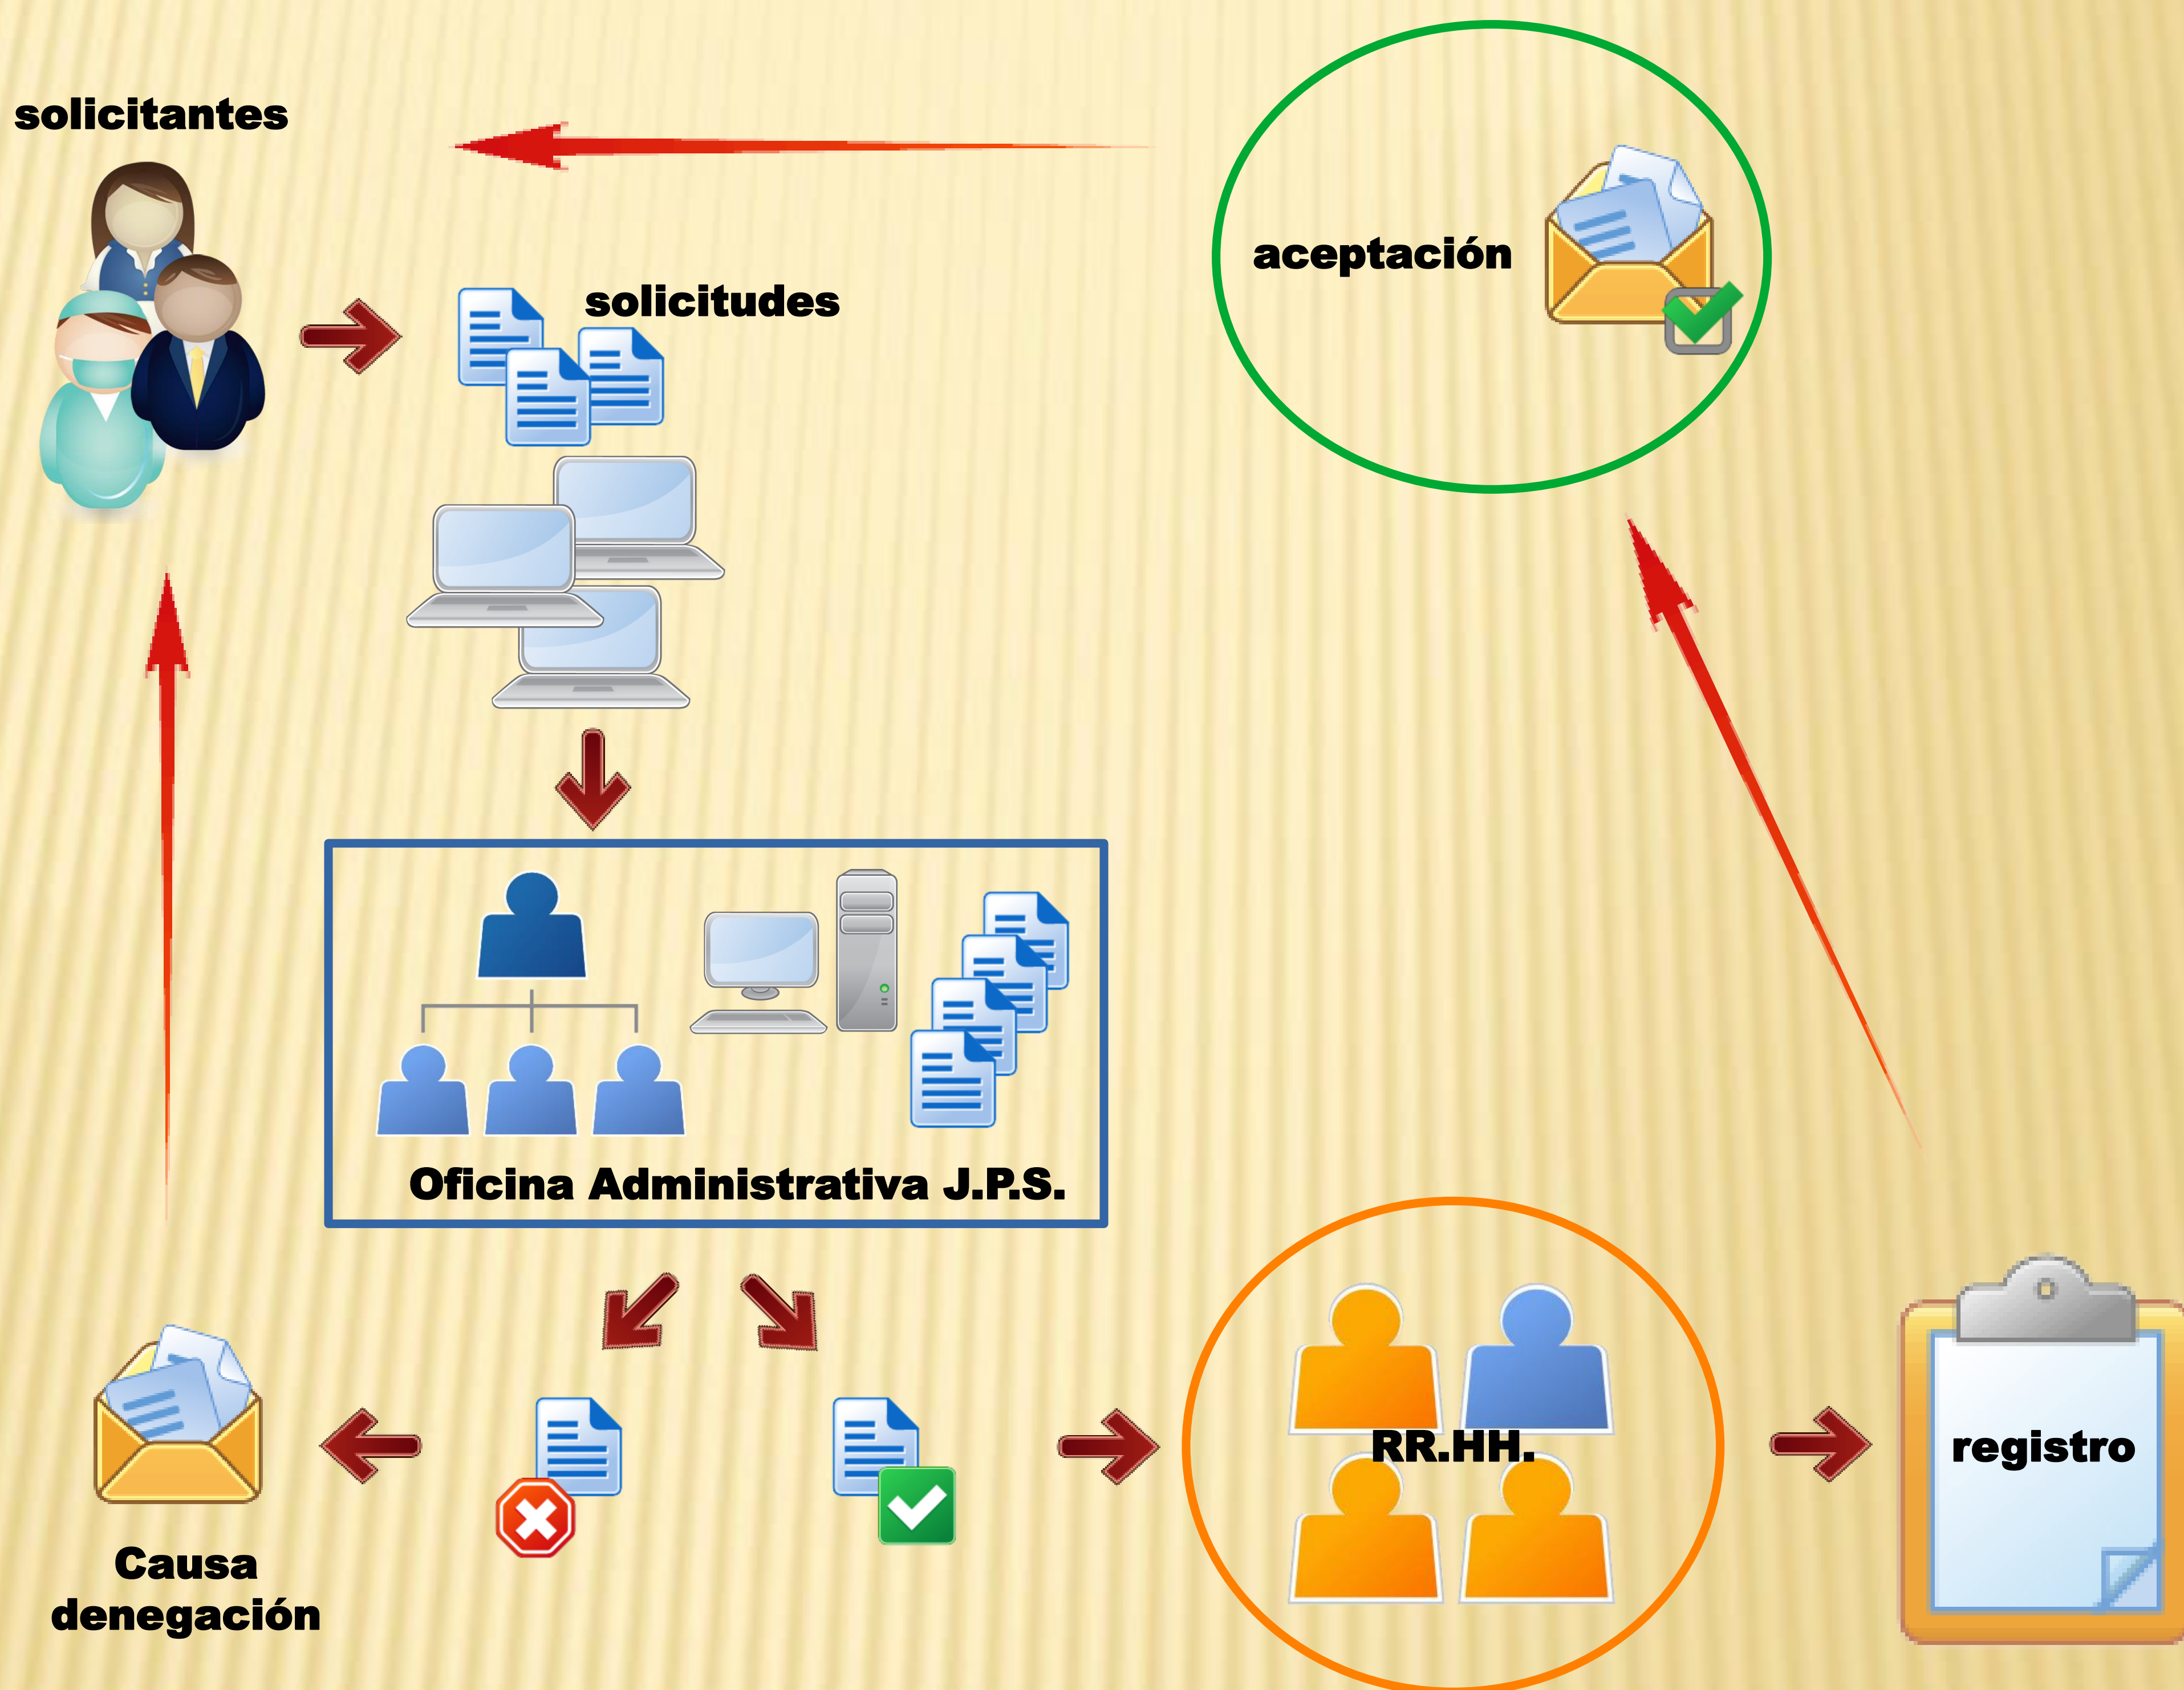 solicitantes
aceptación
solicitudes
Oficina Administrativa J.P.S.
RR.HH.
registro
Causa
denegación